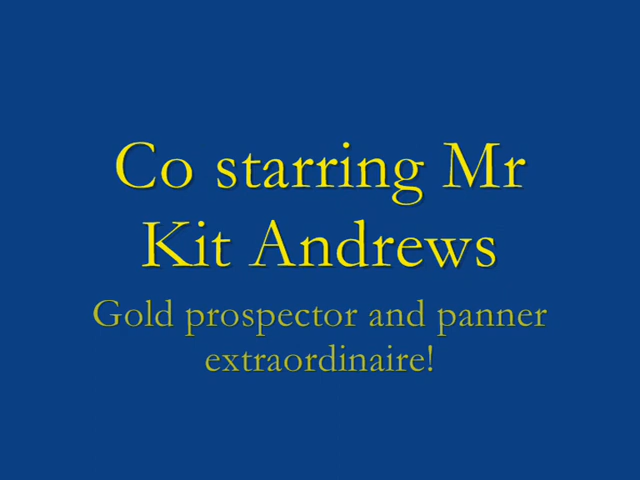 Co starring Mr
Kit Andrews
Gold prospector and panner
extraordinaire!